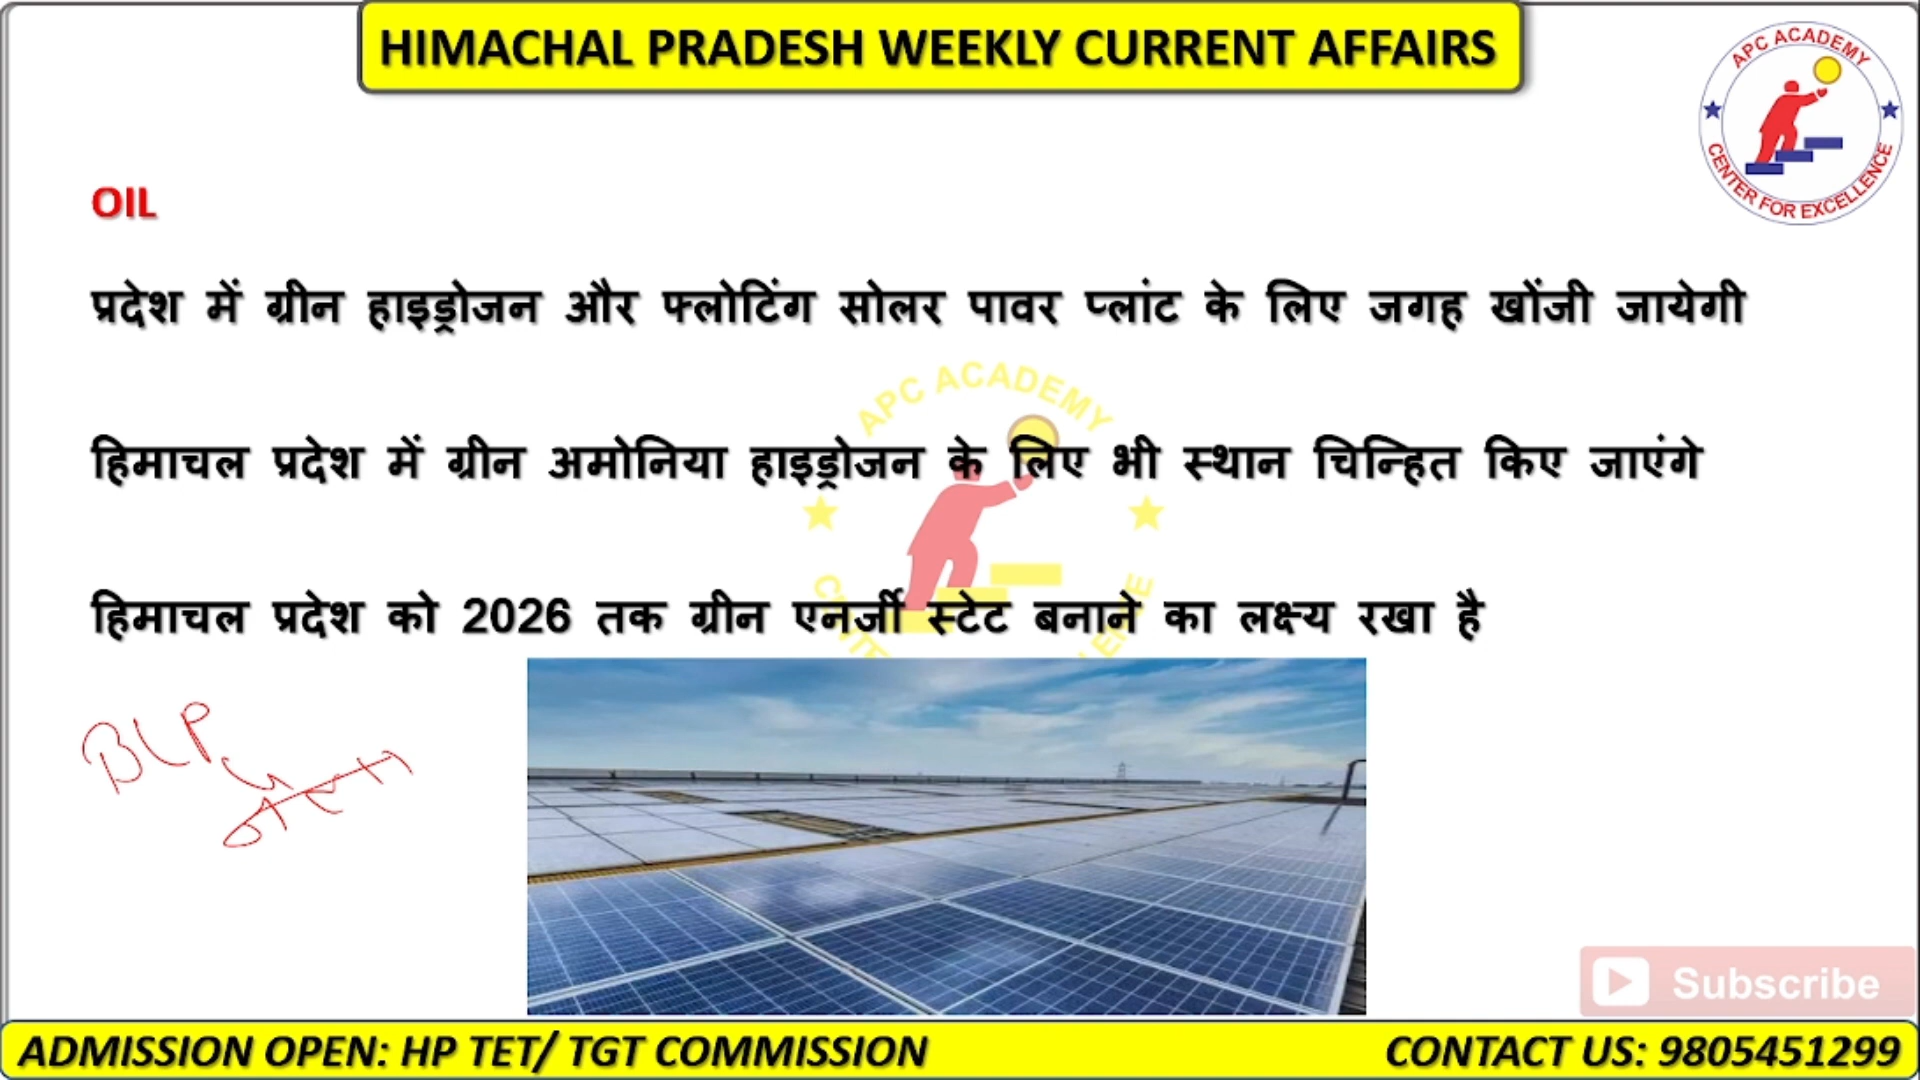 HIMACHAL PRADESH WEEKLY CURRENT AFFAIRS
APC ACADEMY
CENTER FOR EXCELLENCE
OIL
प्रदेश में ग्रीन हाइड्रोजन और फ्लोटिंग सोलर पावर प्लांट के लिए जगह खोंजी जायेगी
APC ACADEMY
हिमाचल प्रदेश में ग्रीन अमोनिया हाइड्रोजन के लिए भी स्थान चिन्हित किए जाएंगे
हिमाचल प्रदेश को 2026 तक ग्रीन एनर्जी स्टेट बनाने का लक्ष्य रखा है
BLP
Subscribe
ADMISSION OPEN: HP TET/ TGT COMMISSION
CONTACT US: 9805451299